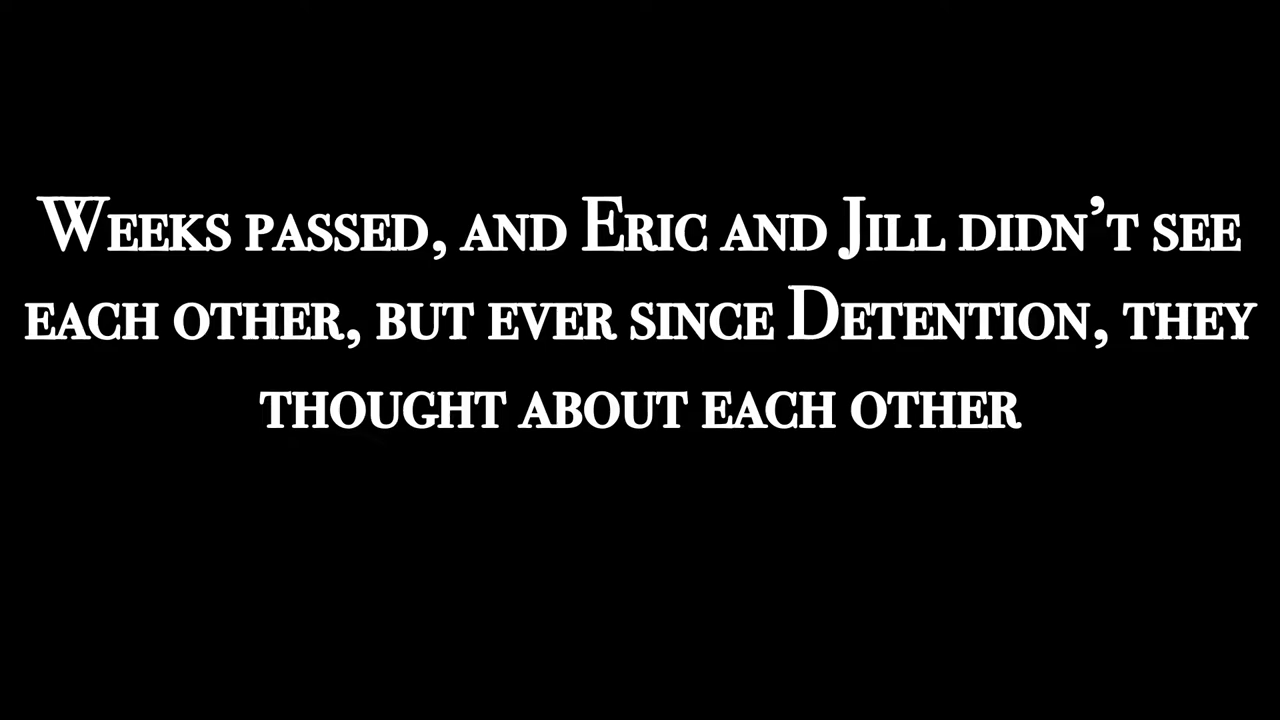 Weeks passed, and Eric and Jill didn’t see
each other, but ever since Detention, they
thought about each other